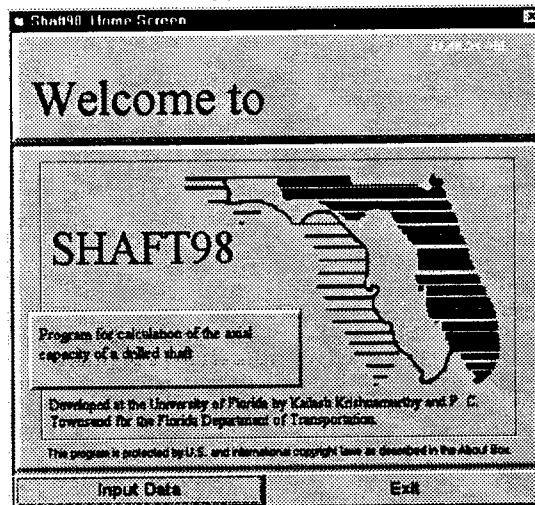 Shaft98 Home Screen
Welcome to
SHAFT98
Program for calculation of the axial
capacity of a drilled shaft
Developed at the University of Florida by Kailash Krishnamurthy and P. C.
Townsend for the Florida Department of Transportation.
This program is protected by U.S. and international copyright laws as described in the About Box.
Input Data
Exit